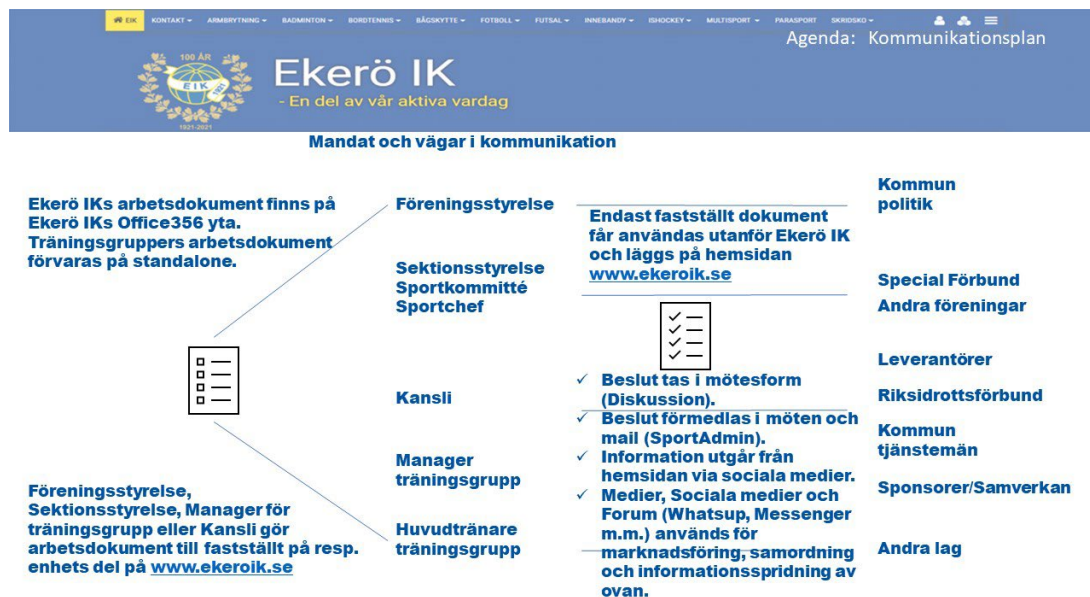 EIK KONTAKT ARMBRYTNING BADMINTON BORDTENNIS BÅGSKYTTE FOTBOLL FUTSAL INNEBANDY ISHOCKEY MULTISPORT PARASPORT SKRIDSKO
Agenda: Kommunikationsplan
100 ÅR
EIK
1921-2021
Ekerö IK
- En del av vår aktiva vardag
Mandat och vägar i kommunikation
Ekerö IKs arbetsdokument finns på
Ekerö IKs Office356 yta.
Träningsgruppers arbetsdokument
förvaras på standalone.
Föreningsstyrelse,
Sektionsstyrelse, Manager för
träningsgrupp eller Kansli gör
arbetsdokument till fastställt på resp.
enhets del på www.ekeroik.se
Föreningsstyrelse
Sektionsstyrelse
Sportkommitté
Sportchef
Kansli
Manager
träningsgrupp
Huvudtränare
träningsgrupp
Endast fastställt dokument
får användas utanför Ekerö IK
och läggs på hemsidan
www.ekeroik.se
✓ Beslut tas i mötesform
(Diskussion).
✓ Beslut förmedlas i möten och
mail (SportAdmin).
✓ Information utgår från
hemsidan via sociala medier.
✓ Medier, Sociala medier och
Forum (Whatsup, Messenger
m.m.) används för
marknadsföring, samordning
och informationsspridning av
ovan.
Kommun
politik
Special Förbund
Andra föreningar
Leverantörer
Riksidrottsförbund
Kommun
tjänstemän
Sponsorer/Samverkan
Andra lag